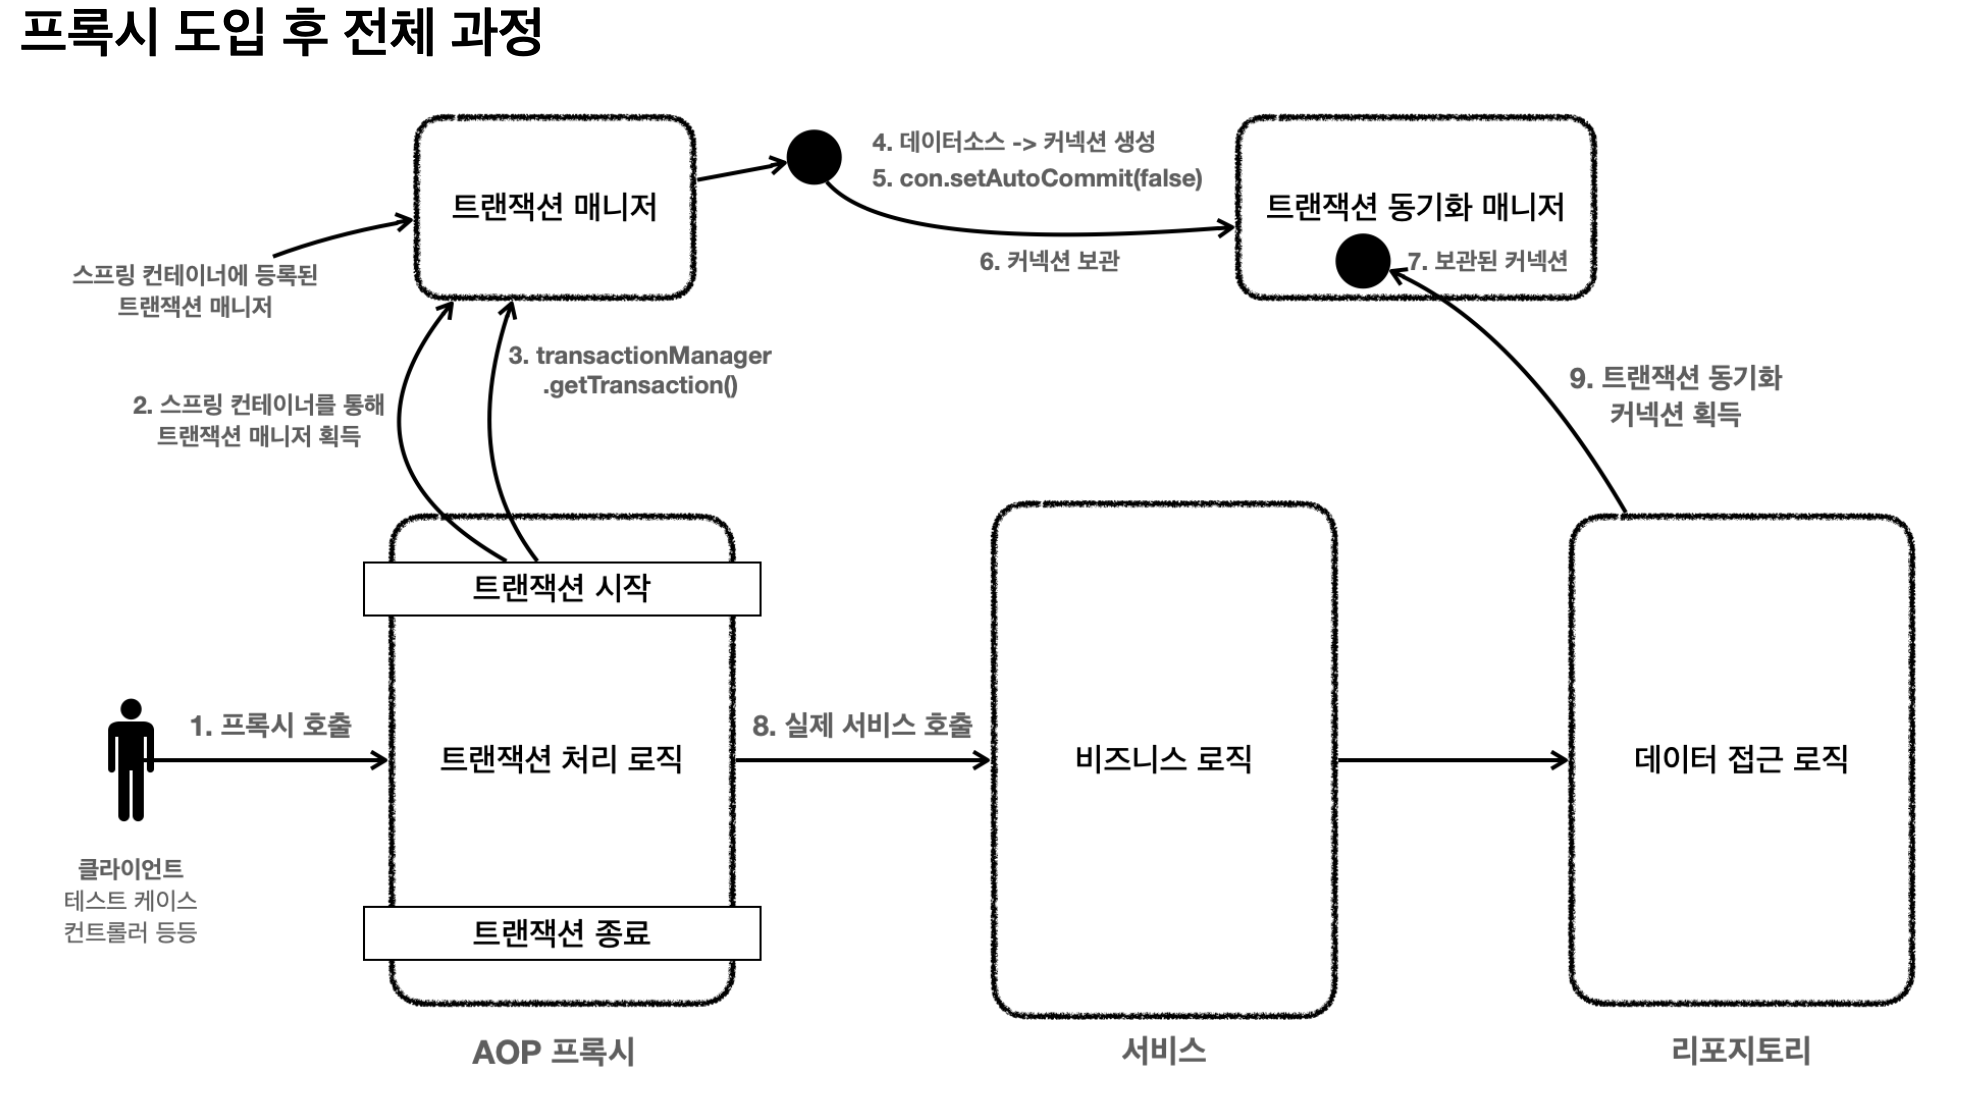 프록시 도입 후 전체 과정
트랜잭션 매니저
4. 데이터소스 -> 커넥션 생성
5. con.setAutoCommit(false)
트랜잭션 동기화 매니저
6. 커넥션 보관
7. 보관된 커넥션
스프링 컨테이너에 등록된
트랜잭션 매니저
3. transactionManager
.getTransaction()
2. 스프링 컨테이너를 통해
트랜잭션 매니저 획득
9. 트랜잭션 동기화
커넥션 획득
트랜잭션 시작
1. 프록시 호출
트랜잭션 처리 로직
8. 실제 서비스 호출
비즈니스 로직
데이터 접근 로직
클라이언트
테스트 케이스
컨트롤러 등등
트랜잭션 종료
AOP 프록시
서비스
리포지토리